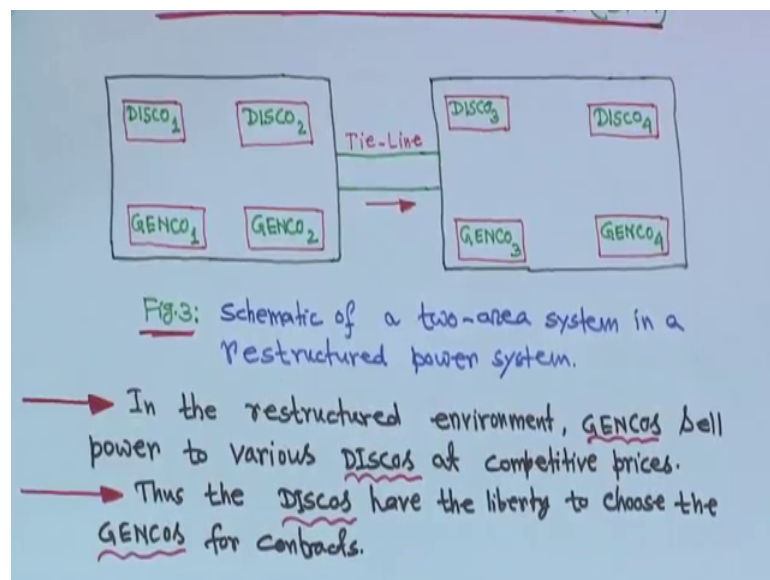 DISCO1 DISCO2 DISCO3 DISCO4
Tie-Line
GENCO1 GENCO2 GENCO3 GENCO4
Fig.3: Schematic of a two-area system in a
restructured power system.
In the restructured environment, GENCOs sell
power to various DISCOs at competitive prices.
Thus the DISCOs have the liberty to choose the
GENCOs for contracts.